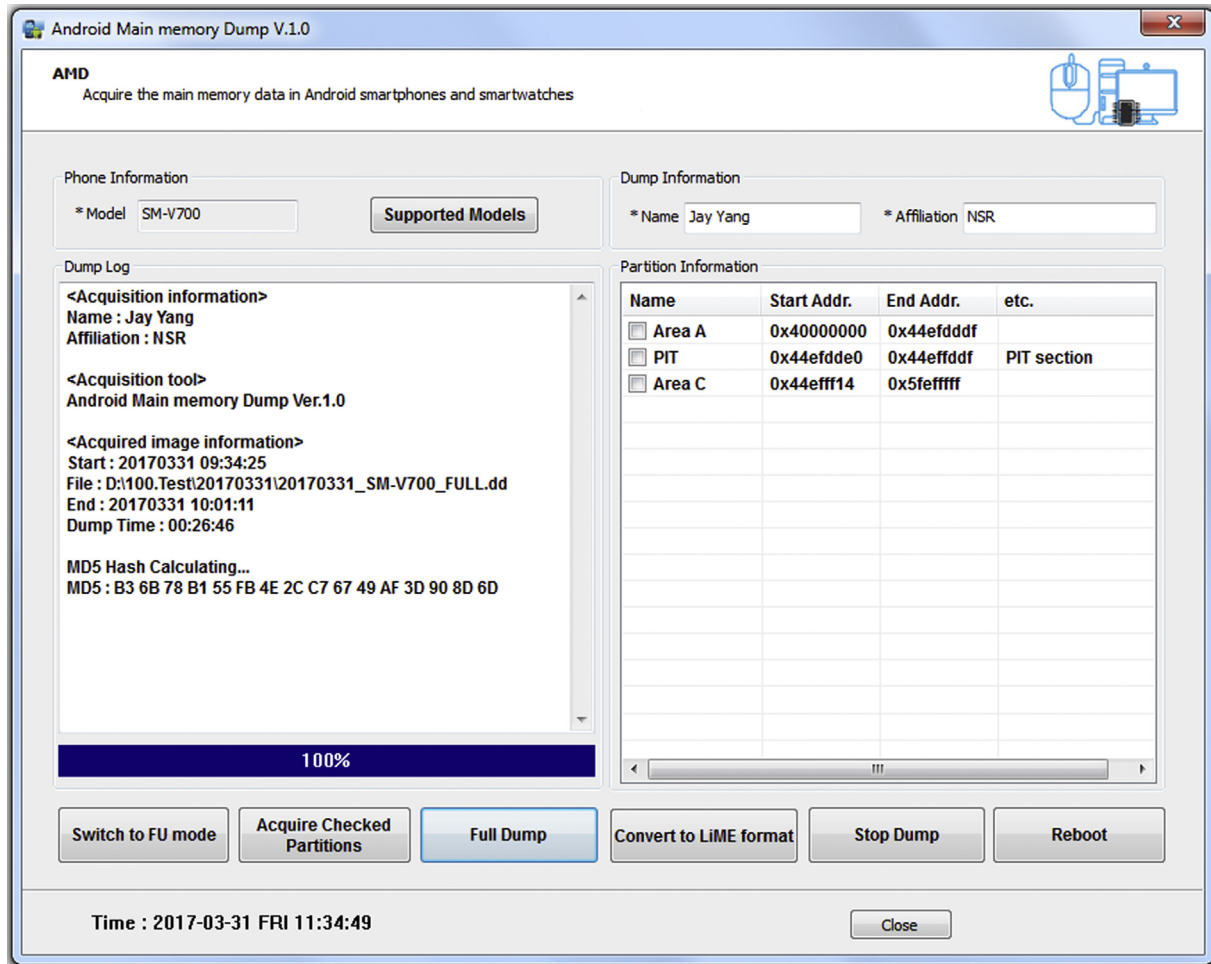 Android Main memory Dump V.1.0
AMD
Acquire the main memory data in Android smartphones and smartwatches
Phone Information
* Model SM-V700 Supported Models
Dump Information
* Name Jay Yang * Affiliation NSR
Dump Log
<Acquisition information>
Name : Jay Yang
Affiliation : NSR
<Acquisition tool>
Android Main memory Dump Ver.1.0
<Acquired image information>
Start : 20170331 09:34:25
File : D:\100.Test\20170331\20170331_SM-V700_FULL.dd
End : 20170331 10:01:11
Dump Time : 00:26:46
MD5 Hash Calculating...
MD5 : B3 6B 78 B1 55 FB 4E 2C C7 67 49 AF 3D 90 8D 6D
100%
Partition Information
Name Start Addr. End Addr. etc.
Area A 0x40000000 0x44efdddf
PIT 0x44efdde0 0x44effddf PIT section
Area C 0x44efff14 0x5fefffff
Switch to FU mode
Acquire Checked
Partitions
Full Dump
Convert to LiME format
Stop Dump
Reboot
Time : 2017-03-31 FRI 11:34:49
Close